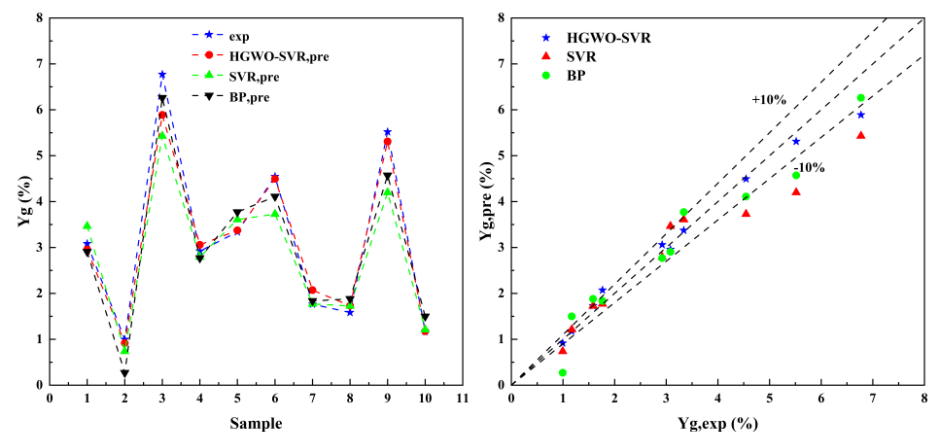 exp
HGWO-SVR,pre
SVR,pre
BP,pre
8
7
6
5
4
3
2
1
0
Yg (%)
0 1 2 3 4 5 6 7 8 9 10 11
Sample
HGWO-SVR
SVR
BP
+10%
-10%
8
7
6
5
4
3
2
1
0
Yg,pre (%)
0 1 2 3 4 5 6 7 8
Yg,exp (%)